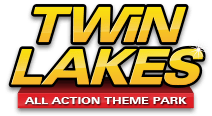 TWiN
LAKES
ALL ACTION THEME PARK